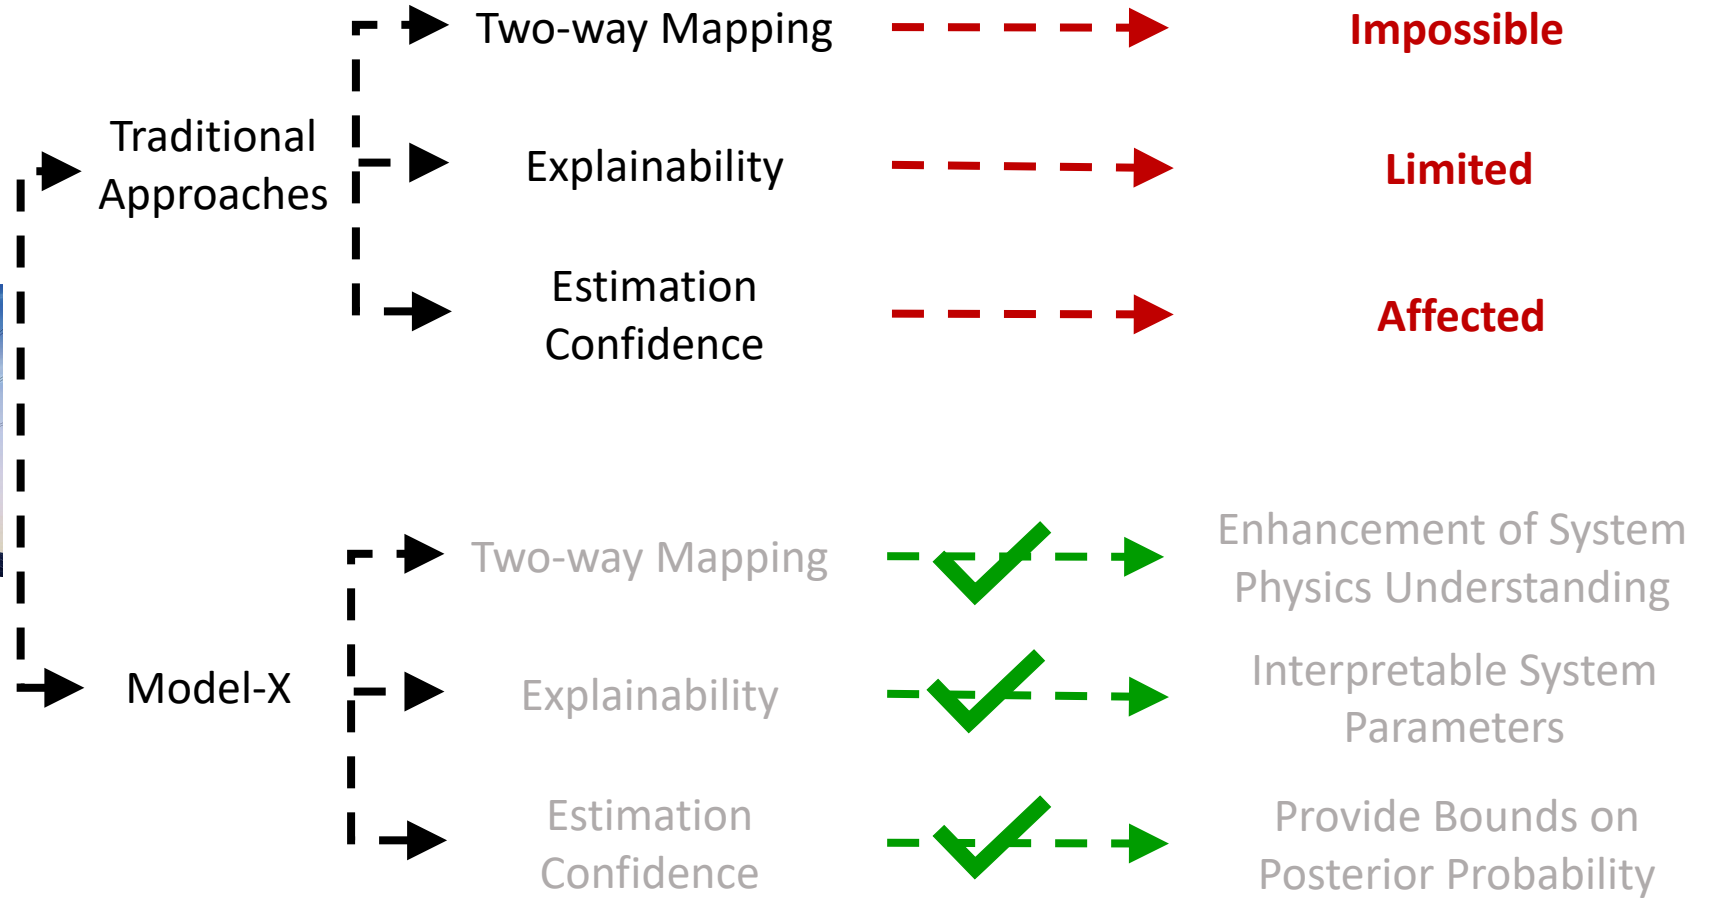 Two-way Mapping
Impossible
Traditional
Approaches
Explainability
Limited
Estimation
Confidence
Affected
Model-X
Two-way Mapping
Enhancement of System
Physics Understanding
Explainability
Interpretable System
Parameters
Estimation
Confidence
Provide Bounds on
Posterior Probability